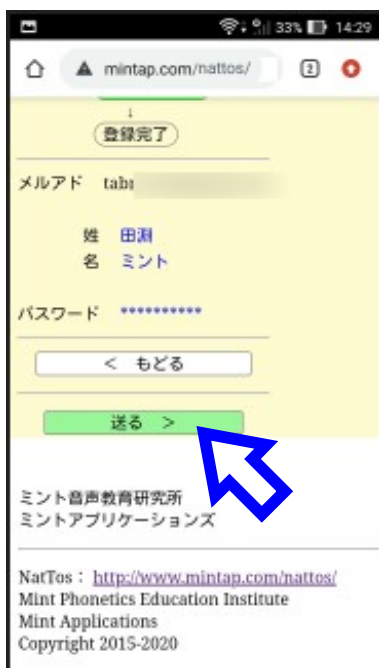 33% 14:29
mintap.com/nattos/ 2
↓
登録完了
メルアド tabr
姓 田淵
名 ミント
パスワード **********
< もどる
送る >
ミント音声教育研究所
ミントアプリケーションズ
NatTos : http://www.mintap.com/nattos/
Mint Phonetics Education Institute
Mint Applications
Copyright 2015-2020